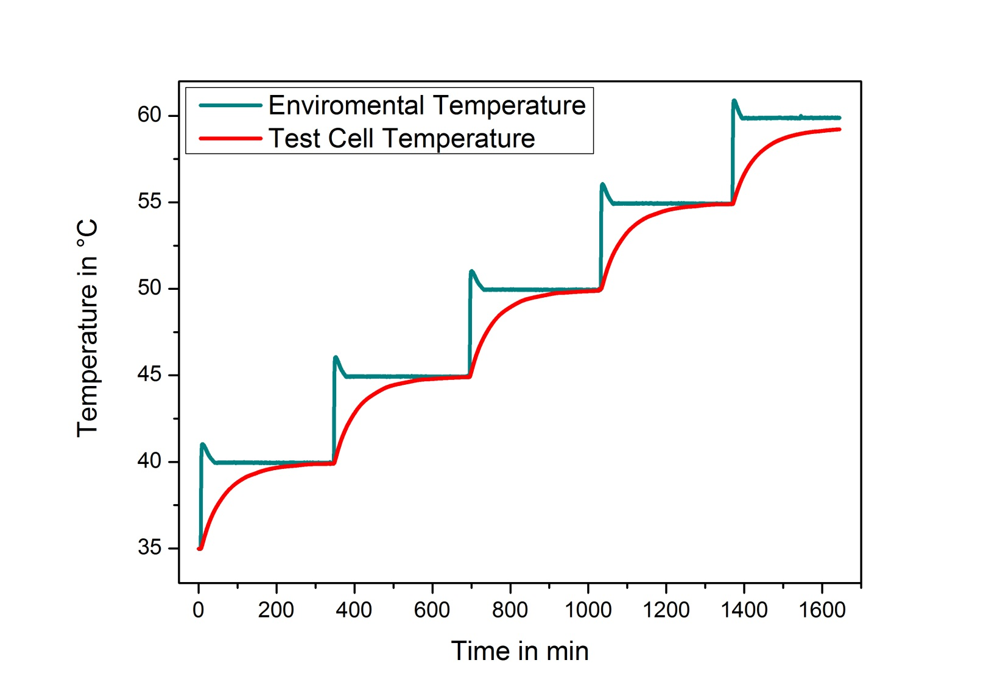 Enviromental Temperature
Test Cell Temperature
60
55
50
45
40
35
Temperature in °C
0 200 400 600 800 1000 1200 1400 1600
Time in min